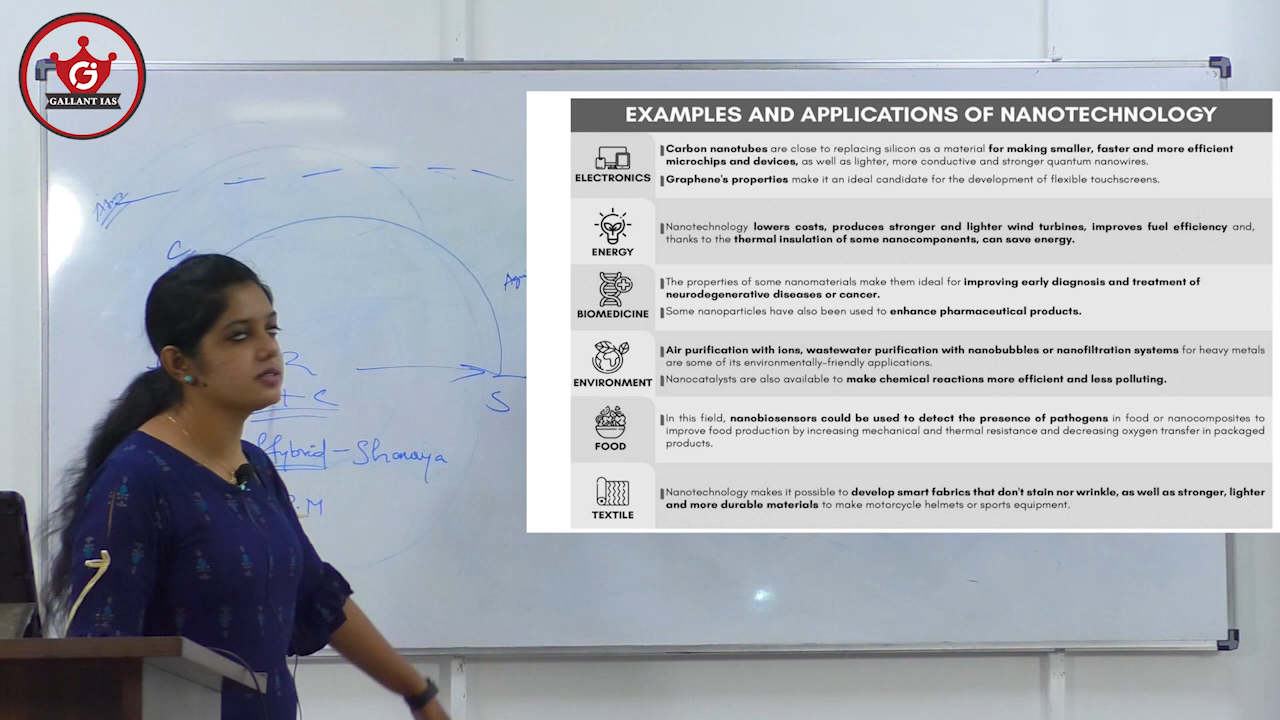 GALLANT IAS
EXAMPLES AND APPLICATIONS OF NANOTECHNOLOGY
ELECTRONICS
Carbon nanotubes are close to replacing silicon as a material for making smaller, faster and more efficient
microchips and devices, as well as lighter, more conductive and stronger quantum nanowires.
Graphene's properties make it an ideal candidate for the development of flexible touchscreens.
ENERGY
Nanotechnology lowers costs, produces stronger and lighter wind turbines, improves fuel efficiency and,
thanks to the thermal insulation of some nanocomponents, can save energy.
BIOMEDICINE
The properties of some nanomaterials make them ideal for improving early diagnosis and treatment of
neurodegenerative diseases or cancer.
Some nanoparticles have also been used to enhance pharmaceutical products.
ENVIRONMENT
Air purification with ions, wastewater purification with nanobubbles or nanofiltration systems for heavy metals
are some of its environmentally-friendly applications.
Nanocatalysts are also available to make chemical reactions more efficient and less polluting.
FOOD
In this field, nanobiosensors could be used to detect the presence of pathogens in food or nanocomposites to
improve food production by increasing mechanical and thermal resistance and decreasing oxygen transfer in packaged
products.
TEXTILE
Nanotechnology makes it possible to develop smart fabrics that don't stain nor wrinkle, as well as stronger, lighter
and more durable materials to make motorcycle helmets or sports equipment.
C
S
Hybrid - Shaurya